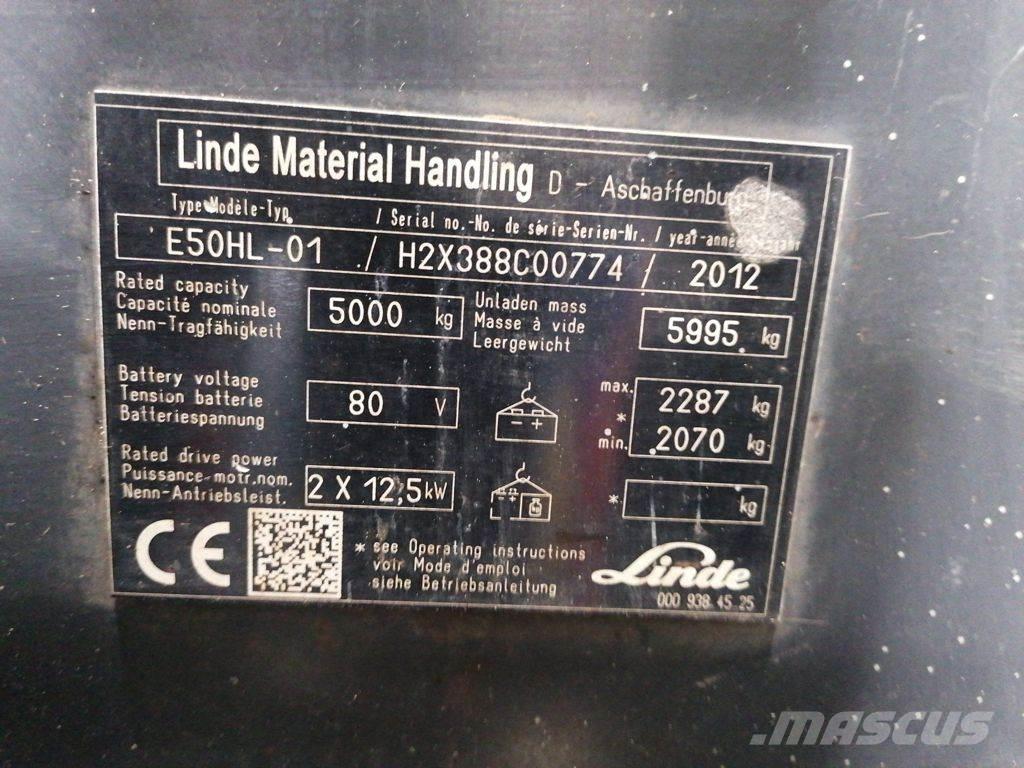 Linde Material Handling D - Aschaffenburg
Type-Modèle-Typ / Serial no.-No. de série-Serien-Nr. / year-année-Baujahr
E50HL-01 / H2X388C00774 / 2012
Rated capacity
Capacité nominale
Nenn-Tragfähigkeit
5000 kg
Unladen mass
Masse à vide
Leergewicht
5995 kg
Battery voltage
Tension batterie
Batteriespannung
80 V
- +
max. 2287 kg
*
min. 2070 kg
Rated drive power
Puissance-motr.nom.
Nenn-Antriebsleist.
2 X 12,5 kW
- + kg
* kg
CE
* see Operating instructions
voir Mode d'emploi
siehe Betriebsanleitung
Linde
000 938 45 25
MASCUS